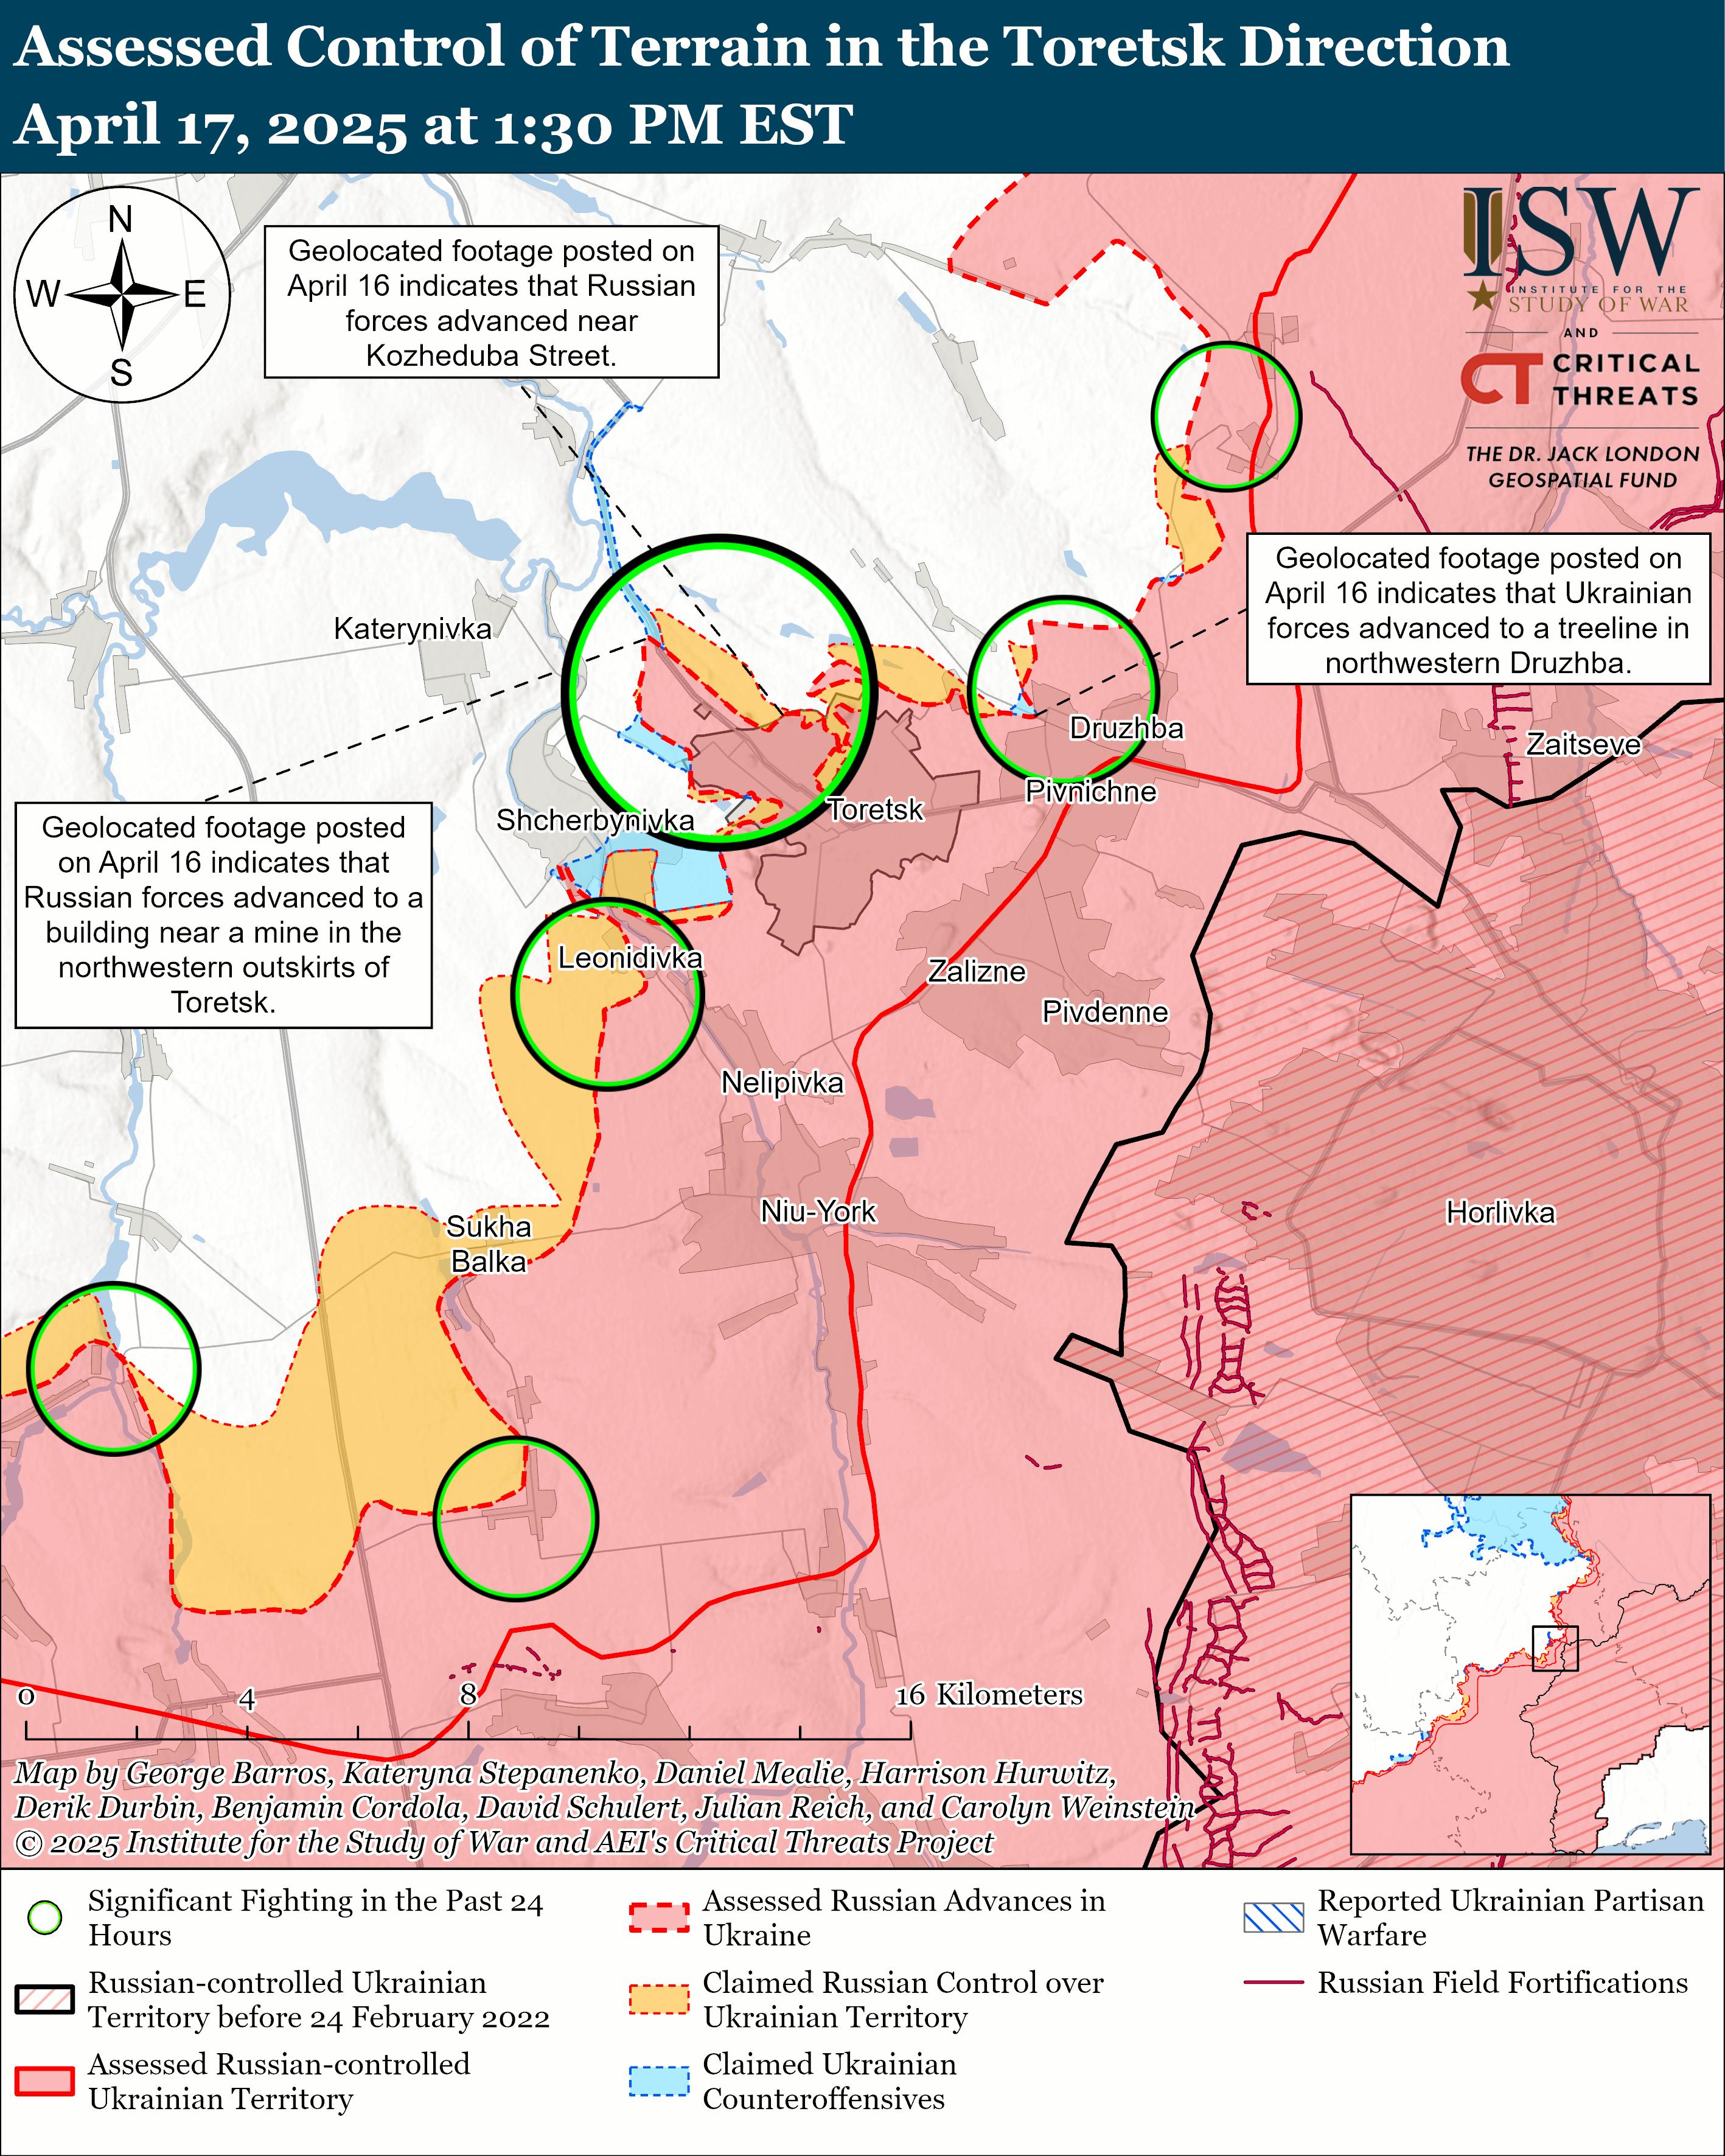 Assessed Control of Terrain in the Toretsk Direction
April 17, 2025 at 1:30 PM EST
N
W
E
S
Geolocated footage posted on
April 16 indicates that Russian
forces advanced near
Kozheduba Street.
ISW
INSTITUTE FOR THE
STUDY OF WAR
AND
CT CRITICAL
THREATS
THE DR. JACK LONDON
GEOSPATIAL FUND
Geolocated footage posted on
April 16 indicates that Ukrainian
forces advanced to a treeline in
northwestern Druzhba.
Katerynivka
Druzhba
Zaitseve
Pivnichne
Toretsk
Shcherbynivka
Geolocated footage posted
on April 16 indicates that
Russian forces advanced to a
building near a mine in the
northwestern outskirts of
Toretsk.
Leonidivka
Zalizne
Pivdenne
Nelipivka
Niu-York
Horlivka
Sukha
Balka
0 4 8 16 Kilometers
Map by George Barros, Kateryna Stepanenko, Daniel Mealie, Harrison Hurwitz,
Derik Durbin, Benjamin Cordola, David Schulert, Julian Reich, and Carolyn Weinstein
© 2025 Institute for the Study of War and AEI's Critical Threats Project
Significant Fighting in the Past 24
Hours
Russian-controlled Ukrainian
Territory before 24 February 2022
Assessed Russian-controlled
Ukrainian Territory
Assessed Russian Advances in
Ukraine
Claimed Russian Control over
Ukrainian Territory
Claimed Ukrainian
Counteroffensives
Reported Ukrainian Partisan
Warfare
Russian Field Fortifications